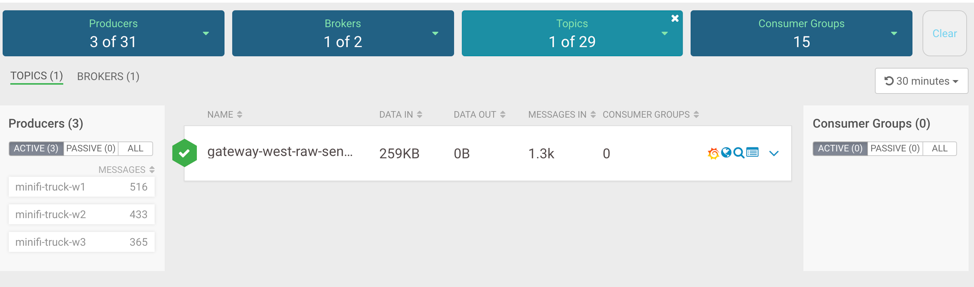 Producers
3 of 31
Brokers
1 of 2
Topics
1 of 29
Consumer Groups
15
Clear
TOPICS (1) BROKERS (1)
30 minutes
Producers (3)
ACTIVE (3) PASSIVE (0) ALL
MESSAGES
minifi-truck-w1 516
minifi-truck-w2 433
minifi-truck-w3 365
NAME DATA IN DATA OUT MESSAGES IN CONSUMER GROUPS
gateway-west-raw-sen... 259KB 0B 1.3k 0
Consumer Groups (0)
ACTIVE (0) PASSIVE (0) ALL